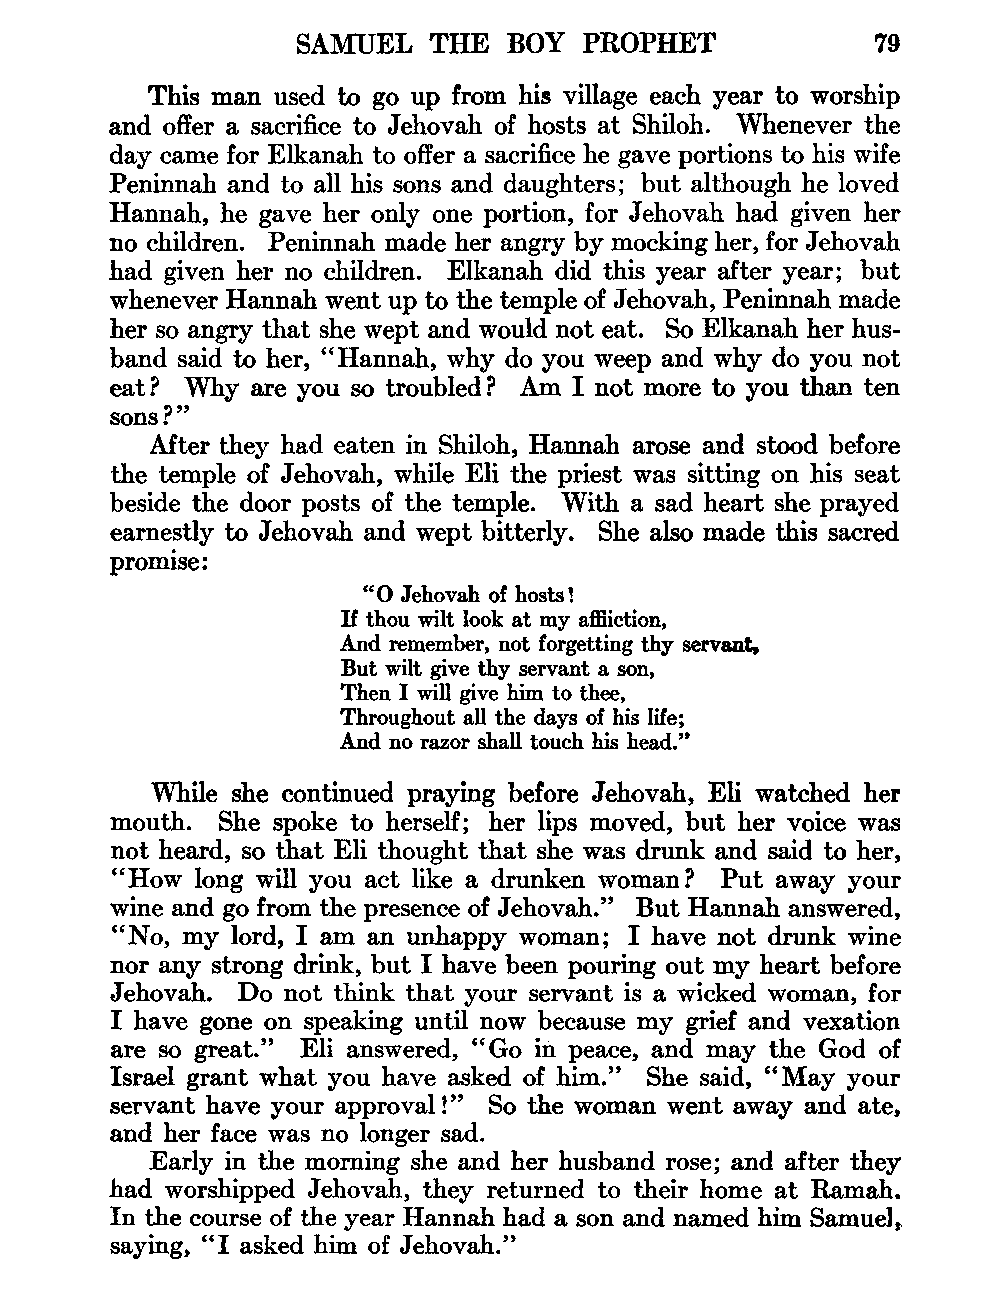 SAMUEL THE BOY PROPHET 79
This man used to go up from his village each year to worship
and offer a sacrifice to Jehovah of hosts at Shiloh. Whenever the
day came for Elkanah to offer a sacrifice he gave portions to his wife
Peninnah and to all his sons and daughters; but although he loved
Hannah, he gave her only one portion, for Jehovah had given her
no children. Peninnah made her angry by mocking her, for Jehovah
had given her no children. Elkanah did this year after year; but
whenever Hannah went up to the temple of Jehovah, Peninnah made
her so angry that she wept and would not eat. So Elkanah her hus-
band said to her, “Hannah, why do you weep and why do you not
eat? Why are you so troubled? Am I not more to you than ten
sons?”
After they had eaten in Shiloh, Hannah arose and stood before
the temple of Jehovah, while Eli the priest was sitting on his seat
beside the door posts of the temple. With a sad heart she prayed
earnestly to Jehovah and wept bitterly. She also made this sacred
promise:
“O Jehovah of hosts!
If thou wilt look at my affliction,
And remember, not forgetting thy servant,
But wilt give thy servant a son,
Then I will give him to thee,
Throughout all the days of his life;
And no razor shall touch his head.”
While she continued praying before Jehovah, Eli watched her
mouth. She spoke to herself; her lips moved, but her voice was
not heard, so that Eli thought that she was drunk and said to her,
“How long will you act like a drunken woman? Put away your
wine and go from the presence of Jehovah.” But Hannah answered,
“No, my lord, I am an unhappy woman; I have not drunk wine
nor any strong drink, but I have been pouring out my heart before
Jehovah. Do not think that your servant is a wicked woman, for
I have gone on speaking until now because my grief and vexation
are so great.” Eli answered, “Go in peace, and may the God of
Israel grant what you have asked of him.” She said, “May your
servant have your approval!” So the woman went away and ate,
and her face was no longer sad.
Early in the morning she and her husband rose; and after they
had worshipped Jehovah, they returned to their home at Ramah.
In the course of the year Hannah had a son and named him Samuel,
saying, “I asked him of Jehovah.”